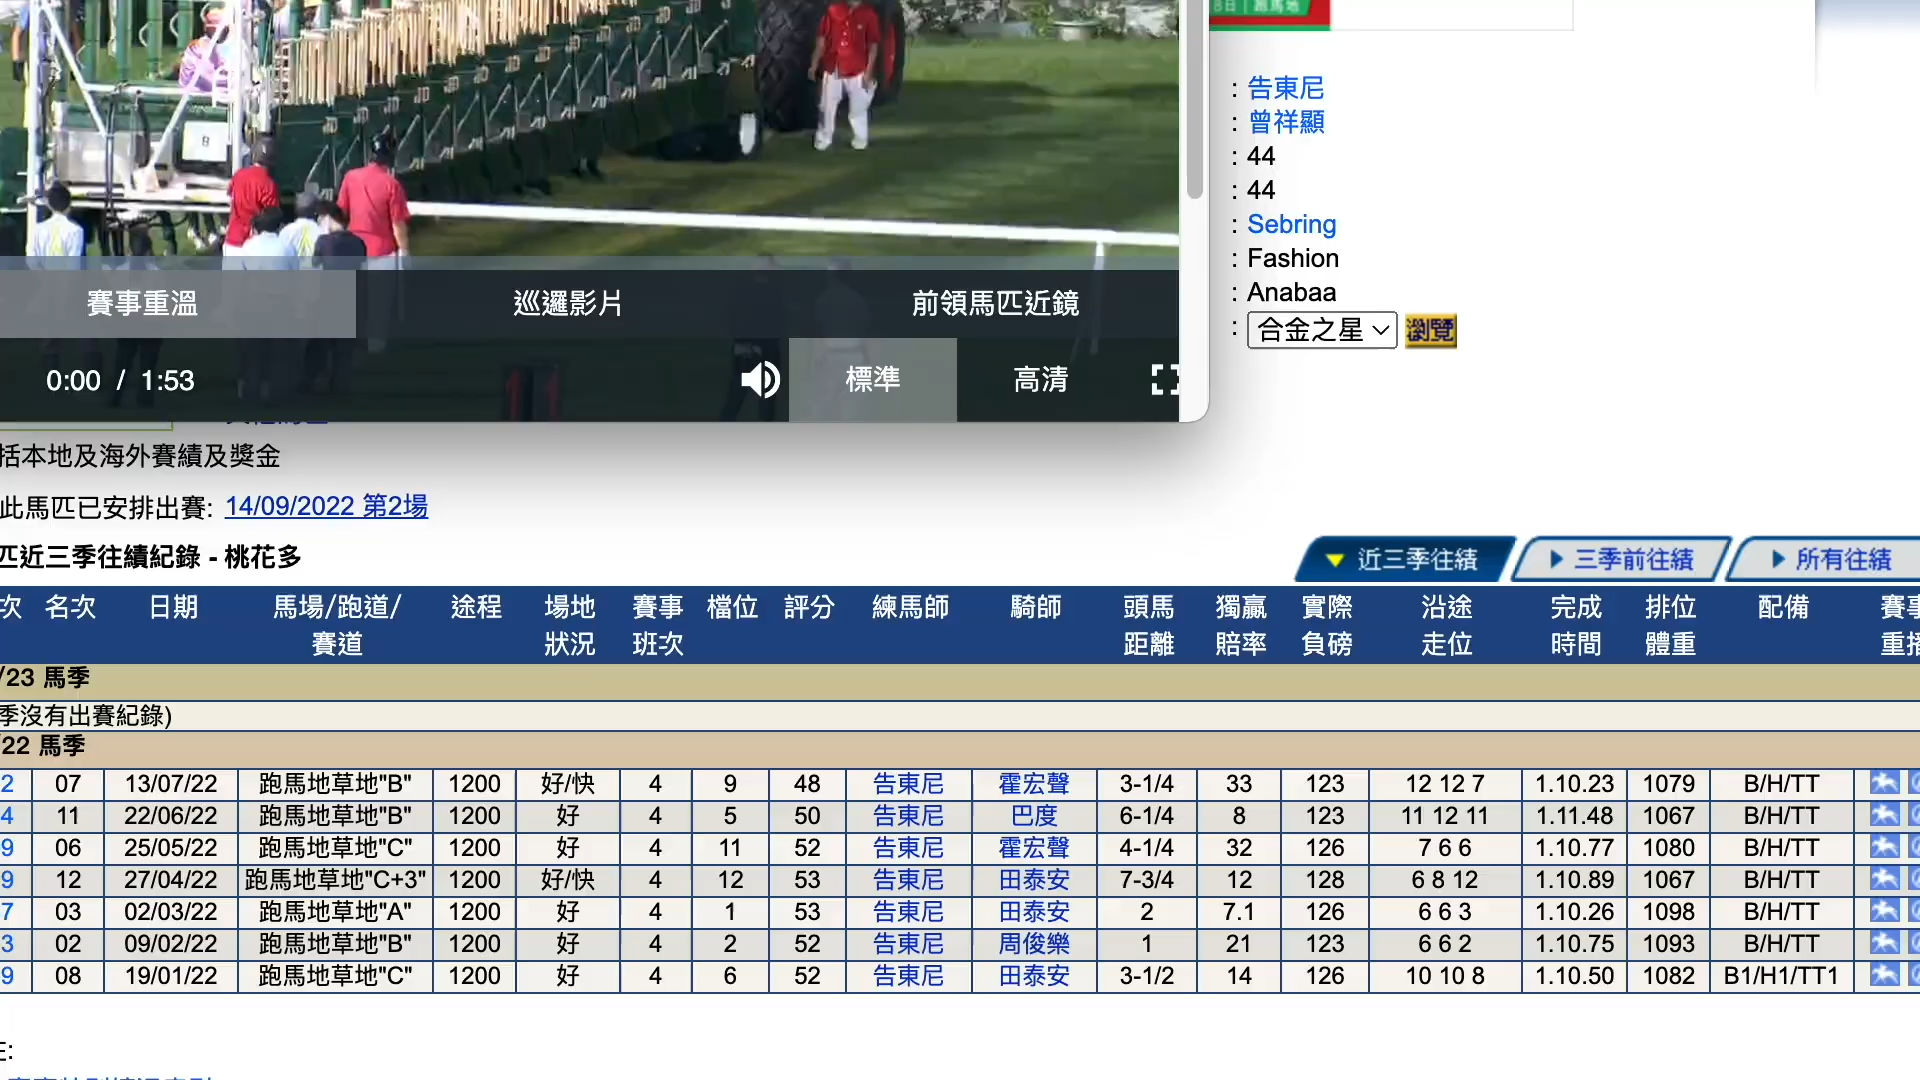 8日 | 跑馬地
: 告東尼
: 曾祥顯
: 44
: 44
: Sebring
: Fashion
: Anabaa
: 合金之星 瀏覽
8
賽事重溫 巡邏影片 前領馬匹近鏡
0:00 / 1:53 標準 高清
括本地及海外賽績及獎金
此馬匹已安排出賽: 14/09/2022 第2場
匹近三季往績紀錄 - 桃花多
近三季往績 三季前往績 所有往績
次 名次 日期 馬場/跑道/ 途程 場地 賽事 檔位 評分 練馬師 騎師 頭馬 獨贏 實際 沿途 完成 排位 配備 賽事
賽道 狀況 班次 距離 賠率 負磅 走位 時間 體重 重播
/23 馬季
季沒有出賽紀錄)
/22 馬季
2 07 13/07/22 跑馬地草地"B" 1200 好/快 4 9 48 告東尼 霍宏聲 3-1/4 33 123 12 12 7 1.10.23 1079 B/H/TT
4 11 22/06/22 跑馬地草地"B" 1200 好 4 5 50 告東尼 巴度 6-1/4 8 123 11 12 11 1.11.48 1067 B/H/TT
9 06 25/05/22 跑馬地草地"C" 1200 好 4 11 52 告東尼 霍宏聲 4-1/4 32 126 7 6 6 1.10.77 1080 B/H/TT
9 12 27/04/22 跑馬地草地"C+3" 1200 好/快 4 12 53 告東尼 田泰安 7-3/4 12 128 6 8 12 1.10.89 1067 B/H/TT
7 03 02/03/22 跑馬地草地"A" 1200 好 4 1 53 告東尼 田泰安 2 7.1 126 6 6 3 1.10.26 1098 B/H/TT
3 02 09/02/22 跑馬地草地"B" 1200 好 4 2 52 告東尼 周俊樂 1 21 123 6 6 2 1.10.75 1093 B/H/TT
9 08 19/01/22 跑馬地草地"C" 1200 好 4 6 52 告東尼 田泰安 3-1/2 14 126 10 10 8 1.10.50 1082 B1/H1/TT1